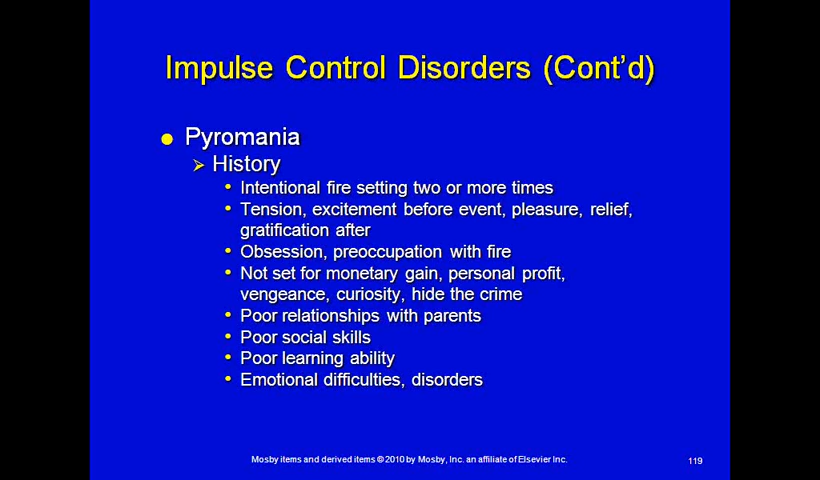 Impulse Control Disorders (Cont'd)
Pyromania
History
Intentional fire setting two or more times
Tension, excitement before event, pleasure, relief,
gratification after
Obsession, preoccupation with fire
Not set for monetary gain, personal profit,
vengeance, curiosity, hide the crime
Poor relationships with parents
Poor social skills
Poor learning ability
Emotional difficulties, disorders
Mosby items and derived items © 2010 by Mosby, Inc. an affiliate of Elsevier Inc.
119